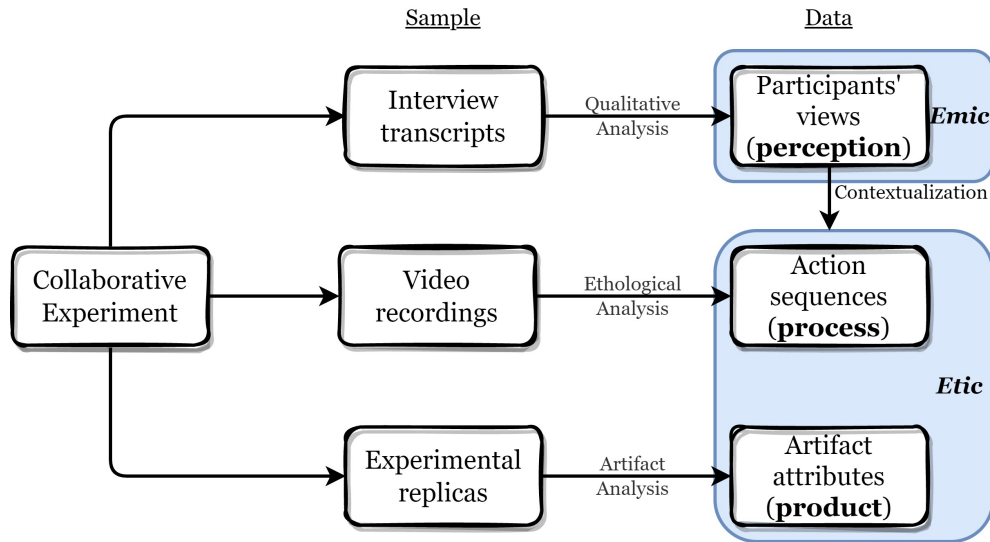 Sample
Data
Interview
transcripts
Qualitative
Analysis
Participants'
views
(perception)
Emic
Contextualization
Collaborative
Experiment
Video
recordings
Ethological
Analysis
Action
sequences
(process)
Etic
Experimental
replicas
Artifact
Analysis
Artifact
attributes
(product)